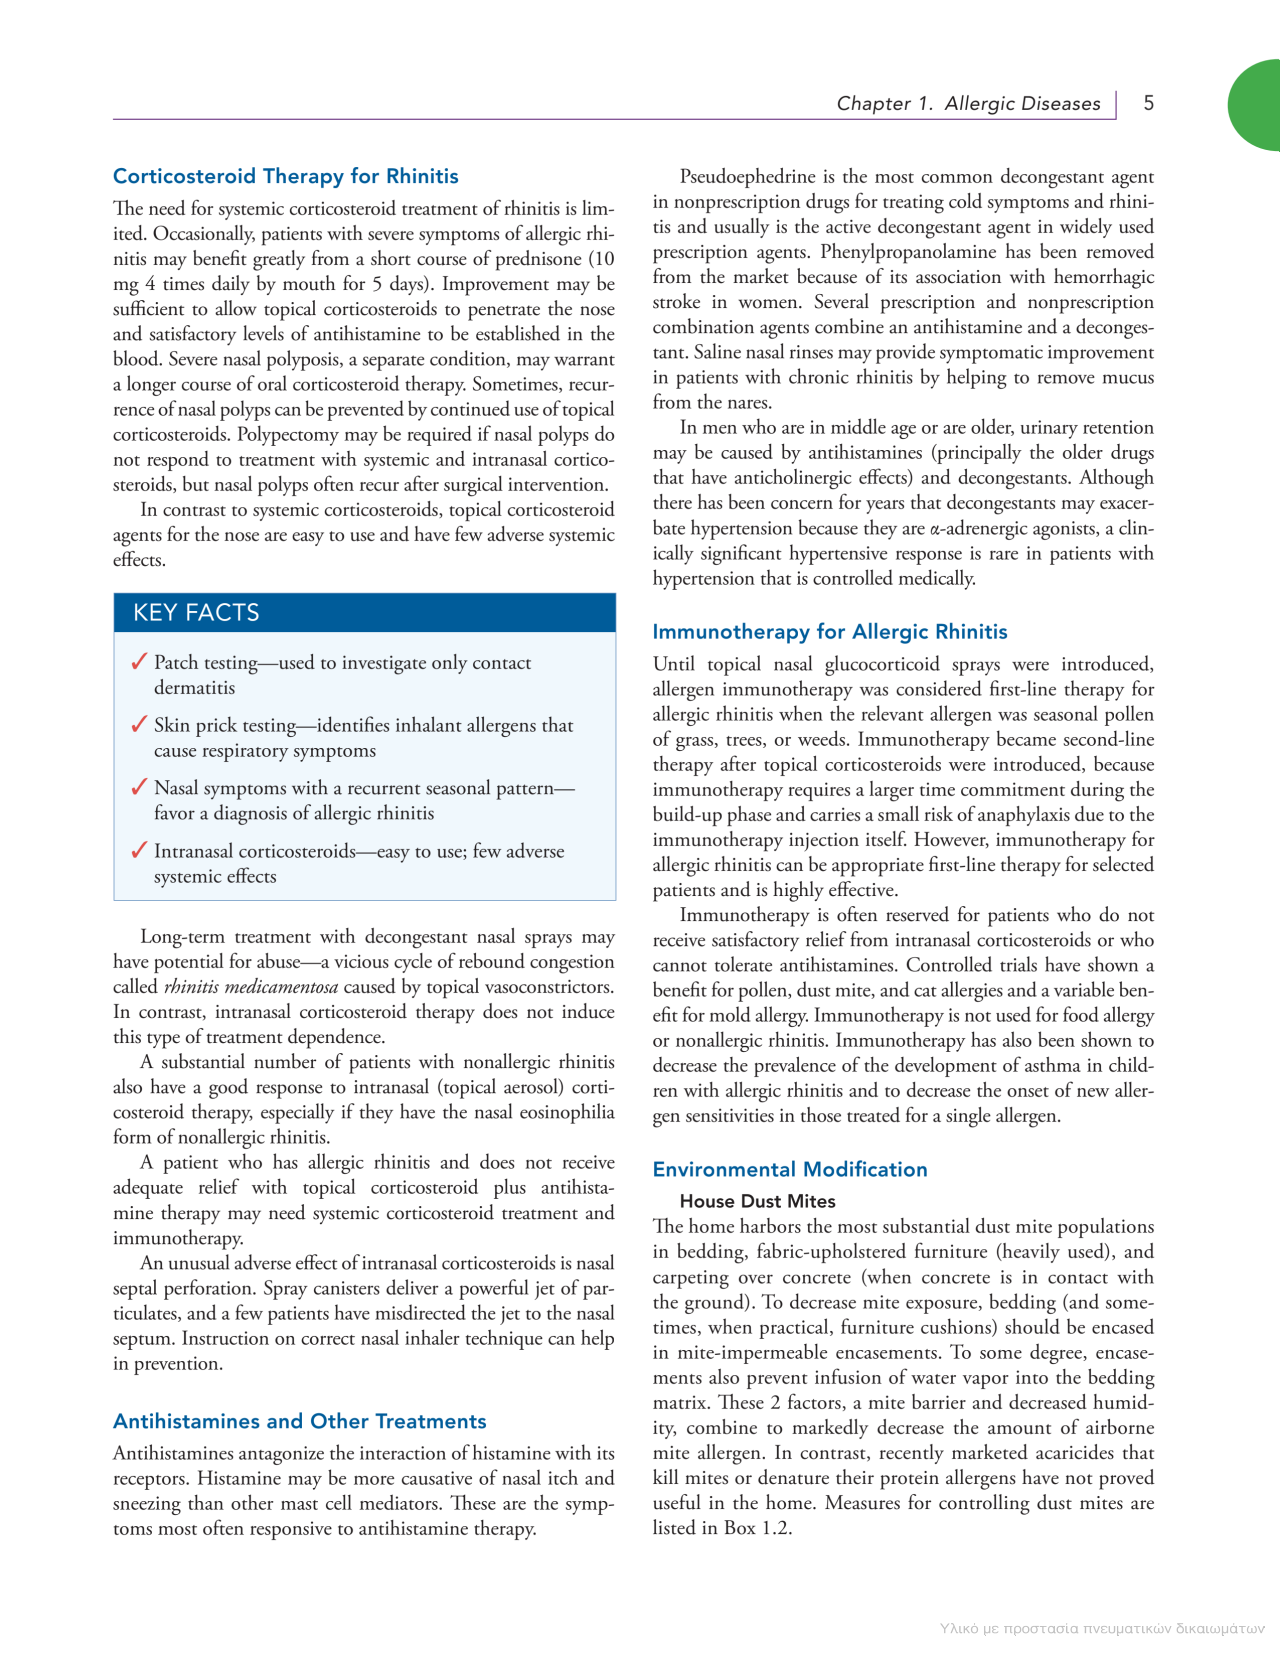 Chapter 1. Allergic Diseases 5
Corticosteroid Therapy for Rhinitis
The need for systemic corticosteroid treatment of rhinitis is lim-
ited. Occasionally, patients with severe symptoms of allergic rhi-
nitis may benefit greatly from a short course of prednisone (10
mg 4 times daily by mouth for 5 days). Improvement may be
sufficient to allow topical corticosteroids to penetrate the nose
and satisfactory levels of antihistamine to be established in the
blood. Severe nasal polyposis, a separate condition, may warrant
a longer course of oral corticosteroid therapy. Sometimes, recur-
rence of nasal polyps can be prevented by continued use of topical
corticosteroids. Polypectomy may be required if nasal polyps do
not respond to treatment with systemic and intranasal cortico-
steroids, but nasal polyps often recur after surgical intervention.
In contrast to systemic corticosteroids, topical corticosteroid
agents for the nose are easy to use and have few adverse systemic
effects.
KEY FACTS
✓ Patch testing—used to investigate only contact
dermatitis
✓ Skin prick testing—identifies inhalant allergens that
cause respiratory symptoms
✓ Nasal symptoms with a recurrent seasonal pattern—
favor a diagnosis of allergic rhinitis
✓ Intranasal corticosteroids—easy to use; few adverse
systemic effects
Long-term treatment with decongestant nasal sprays may
have potential for abuse—a vicious cycle of rebound congestion
called rhinitis medicamentosa caused by topical vasoconstrictors.
In contrast, intranasal corticosteroid therapy does not induce
this type of treatment dependence.
A substantial number of patients with nonallergic rhinitis
also have a good response to intranasal (topical aerosol) corti-
costeroid therapy, especially if they have the nasal eosinophilia
form of nonallergic rhinitis.
A patient who has allergic rhinitis and does not receive
adequate relief with topical corticosteroid plus antihista-
mine therapy may need systemic corticosteroid treatment and
immunotherapy.
An unusual adverse effect of intranasal corticosteroids is nasal
septal perforation. Spray canisters deliver a powerful jet of par-
ticulates, and a few patients have misdirected the jet to the nasal
septum. Instruction on correct nasal inhaler technique can help
in prevention.
Antihistamines and Other Treatments
Antihistamines antagonize the interaction of histamine with its
receptors. Histamine may be more causative of nasal itch and
sneezing than other mast cell mediators. These are the symp-
toms most often responsive to antihistamine therapy.
Pseudoephedrine is the most common decongestant agent
in nonprescription drugs for treating cold symptoms and rhini-
tis and usually is the active decongestant agent in widely used
prescription agents. Phenylpropanolamine has been removed
from the market because of its association with hemorrhagic
stroke in women. Several prescription and nonprescription
combination agents combine an antihistamine and a deconges-
tant. Saline nasal rinses may provide symptomatic improvement
in patients with chronic rhinitis by helping to remove mucus
from the nares.
In men who are in middle age or are older, urinary retention
may be caused by antihistamines (principally the older drugs
that have anticholinergic effects) and decongestants. Although
there has been concern for years that decongestants may exacer-
bate hypertension because they are α-adrenergic agonists, a clin-
ically significant hypertensive response is rare in patients with
hypertension that is controlled medically.
Immunotherapy for Allergic Rhinitis
Until topical nasal glucocorticoid sprays were introduced,
allergen immunotherapy was considered first-line therapy for
allergic rhinitis when the relevant allergen was seasonal pollen
of grass, trees, or weeds. Immunotherapy became second-line
therapy after topical corticosteroids were introduced, because
immunotherapy requires a larger time commitment during the
build-up phase and carries a small risk of anaphylaxis due to the
immunotherapy injection itself. However, immunotherapy for
allergic rhinitis can be appropriate first-line therapy for selected
patients and is highly effective.
Immunotherapy is often reserved for patients who do not
receive satisfactory relief from intranasal corticosteroids or who
cannot tolerate antihistamines. Controlled trials have shown a
benefit for pollen, dust mite, and cat allergies and a variable ben-
efit for mold allergy. Immunotherapy is not used for food allergy
or nonallergic rhinitis. Immunotherapy has also been shown to
decrease the prevalence of the development of asthma in child-
ren with allergic rhinitis and to decrease the onset of new aller-
gen sensitivities in those treated for a single allergen.
Environmental Modification
House Dust Mites
The home harbors the most substantial dust mite populations
in bedding, fabric-upholstered furniture (heavily used), and
carpeting over concrete (when concrete is in contact with
the ground). To decrease mite exposure, bedding (and some-
times, when practical, furniture cushions) should be encased
in mite-impermeable encasements. To some degree, encase-
ments also prevent infusion of water vapor into the bedding
matrix. These 2 factors, a mite barrier and decreased humid-
ity, combine to markedly decrease the amount of airborne
mite allergen. In contrast, recently marketed acaricides that
kill mites or denature their protein allergens have not proved
useful in the home. Measures for controlling dust mites are
listed in Box 1.2.
Υλικό με προστασία πνευματικών δικαιωμάτων